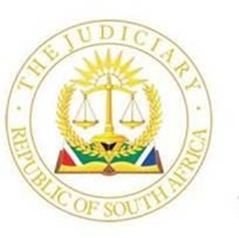 · THE JUDICIARY ·
REPUBLIC OF SOUTH AFRICA